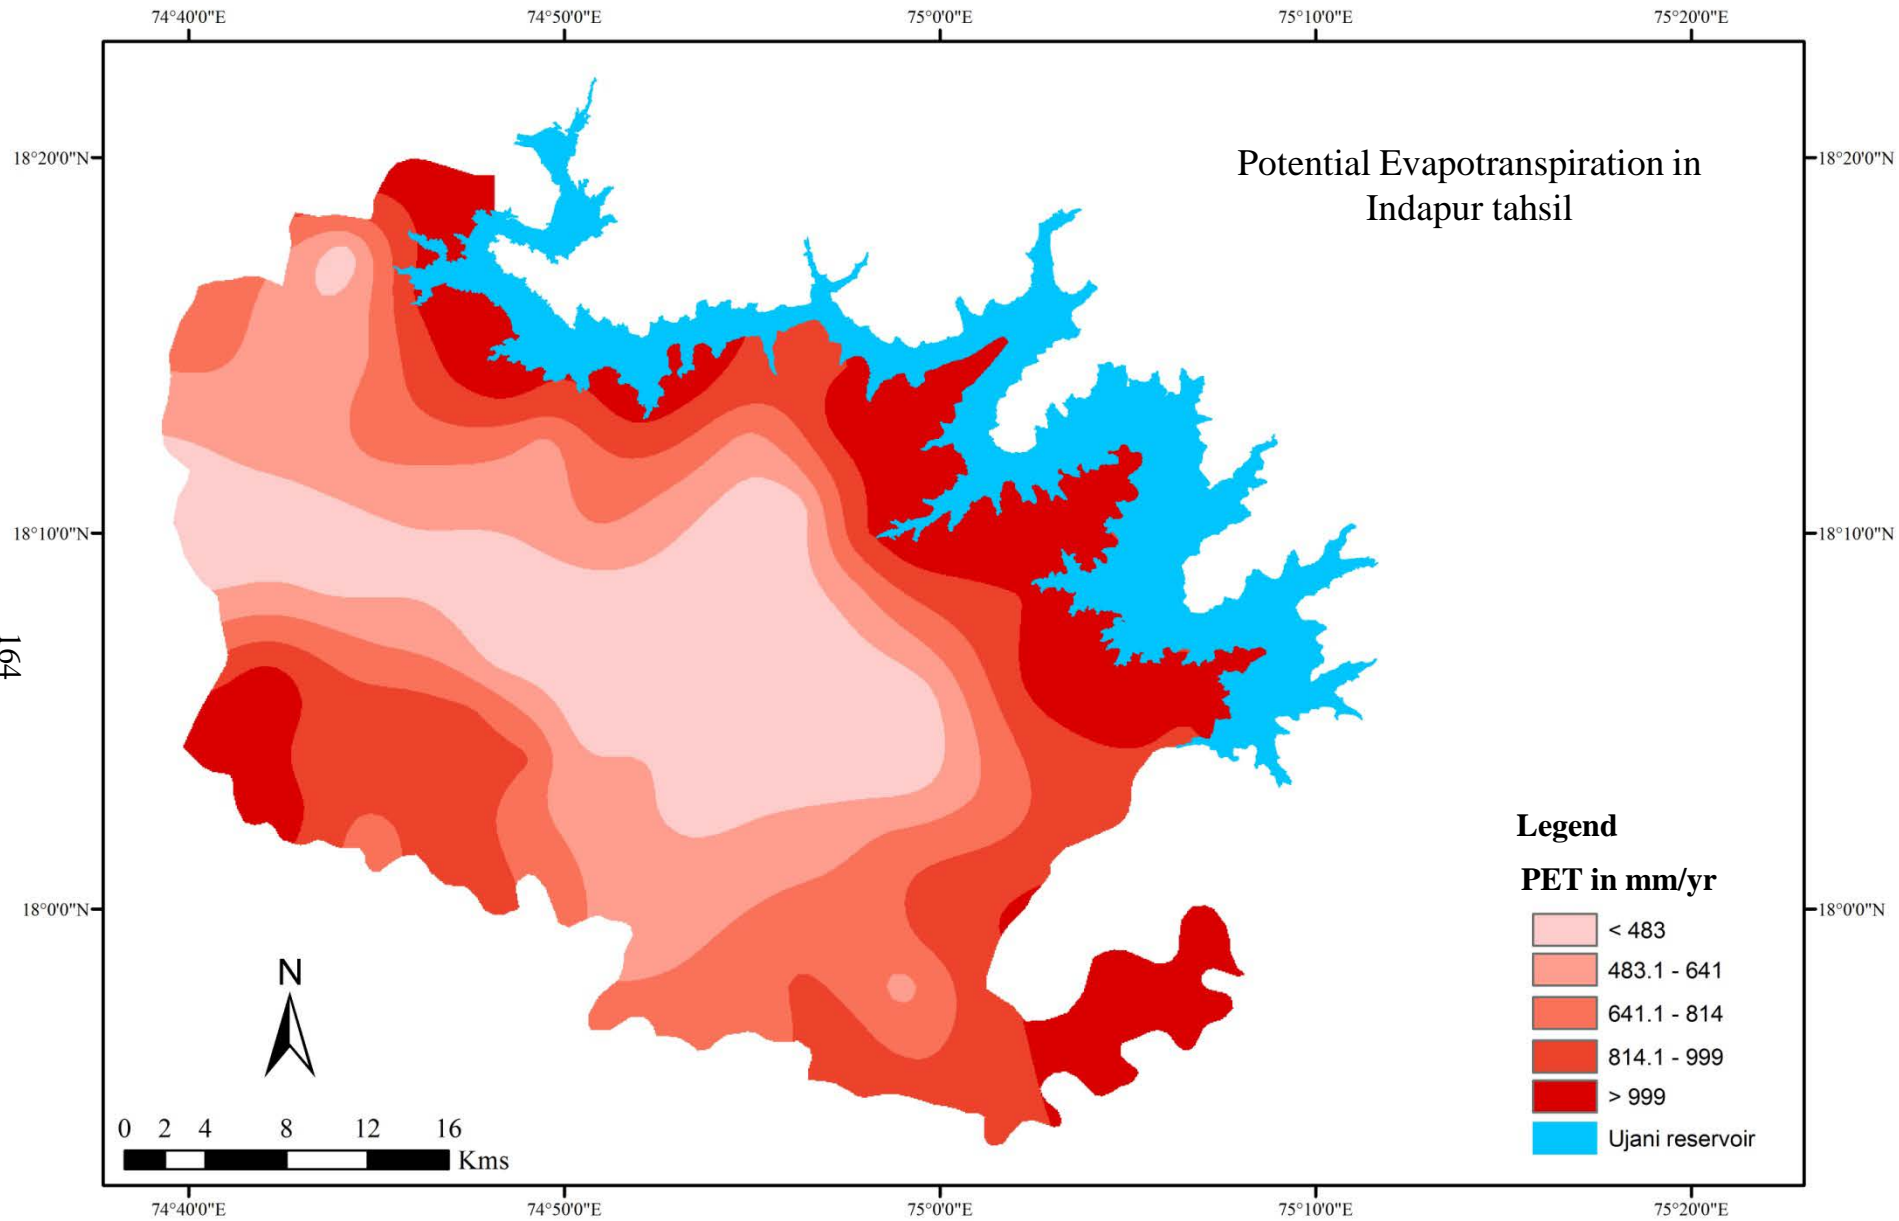 74°40'0"E 74°50'0"E 75°0'0"E 75°10'0"E 75°20'0"E
18°20'0"N 18°20'0"N
Potential Evapotranspiration in
Indapur tahsil
18°10'0"N 18°10'0"N
164
Legend
PET in mm/yr
18°0'0"N 18°0'0"N
< 483
483.1 - 641
641.1 - 814
814.1 - 999
> 999
Ujani reservoir
N
0 2 4 8 12 16
Kms
74°40'0"E 74°50'0"E 75°0'0"E 75°10'0"E 75°20'0"E